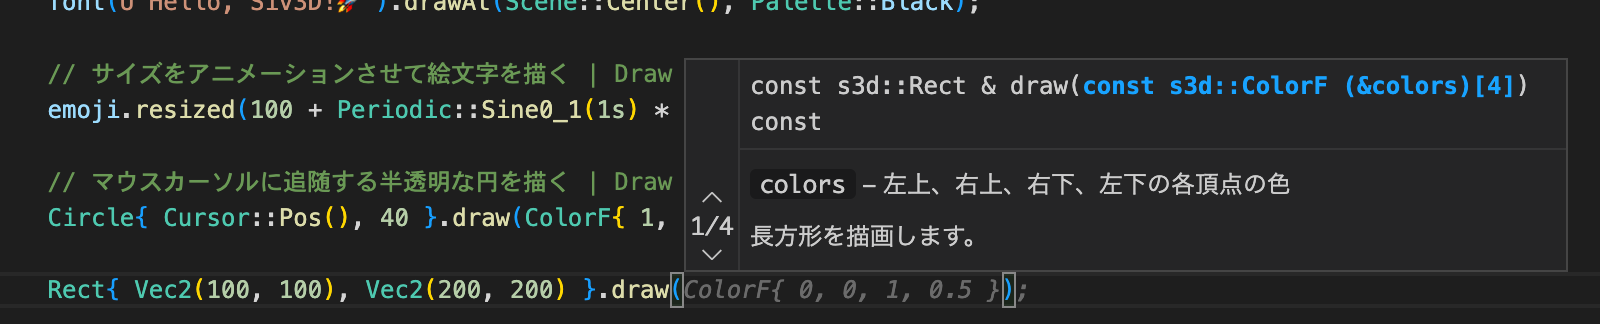 font(U"Hello, Siv3D!🚀").drawAt(Scene::Center(), Palette::Black);
// サイズをアニメーションさせて絵文字を描く | Draw
emoji.resized(100 + Periodic::Sine0_1(1s) *
// マウスカーソルに追随する半透明な円を描く | Draw
Circle{ Cursor::Pos(), 40 }.draw(ColorF{ 1,
const s3d::Rect & draw(const s3d::ColorF (&colors)[4])
const
colors – 左上、右上、右下、左下の各頂点の色
1/4
長方形を描画します。
Rect{ Vec2(100, 100), Vec2(200, 200) }.draw(ColorF{ 0, 0, 1, 0.5 });